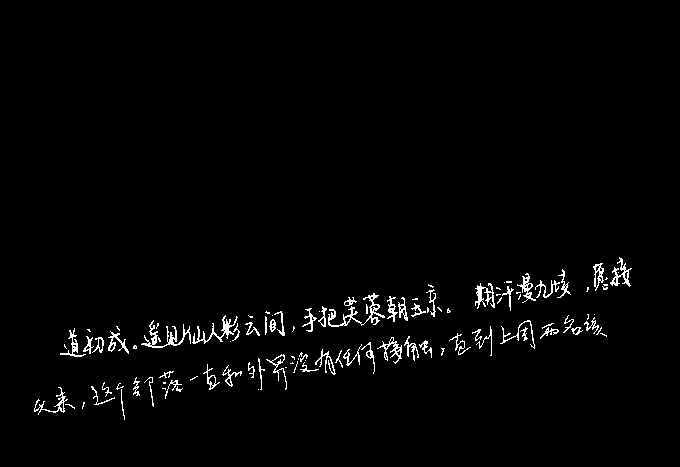 道初成。遥见仙人彩云间，手把芙蓉朝玉京。 期汗漫九垓，愿接
以来，这个部落一直和外界没有任何接触，直到上周两名该